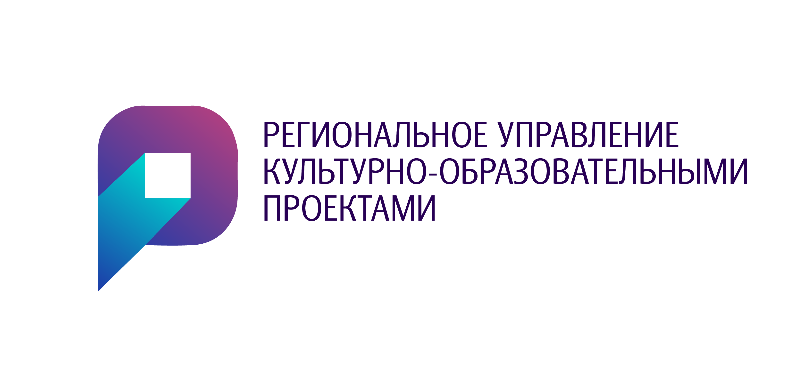 РЕГИОНАЛЬНОЕ УПРАВЛЕНИЕ
КУЛЬТУРНО-ОБРАЗОВАТЕЛЬНЫМИ
ПРОЕКТАМИ